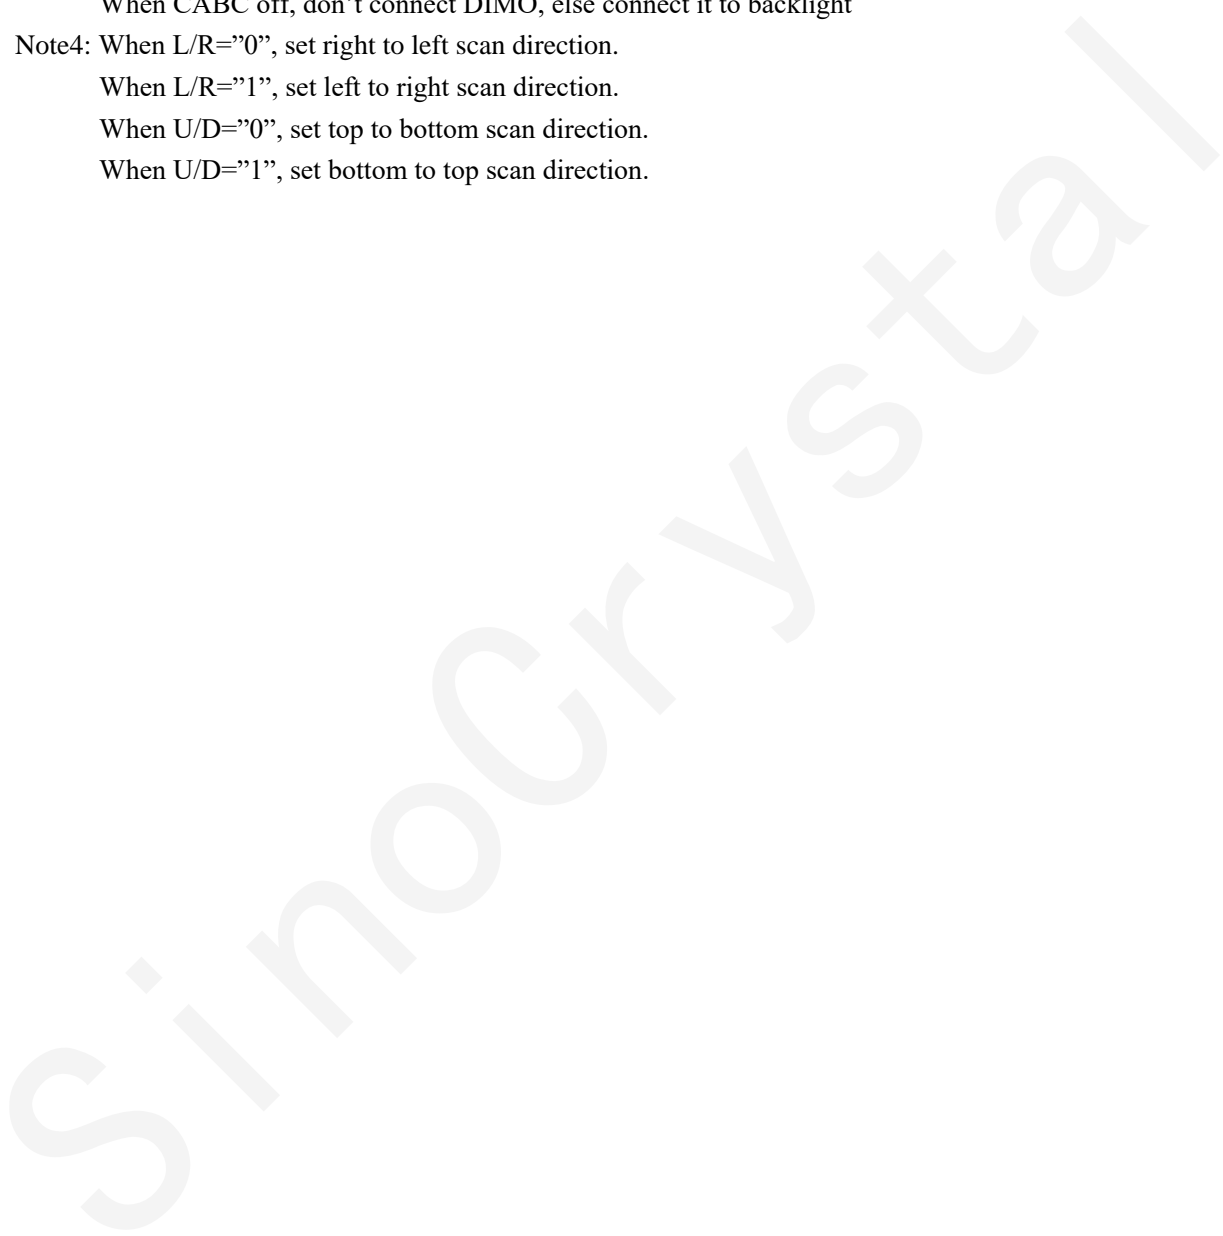 When CABC off, don't connect DIMO, else connect it to backlight
Note4: When L/R=”0”, set right to left scan direction.
When L/R=”1”, set left to right scan direction.
When U/D=”0”, set top to bottom scan direction.
When U/D=”1”, set bottom to top scan direction.
SinoCrystal